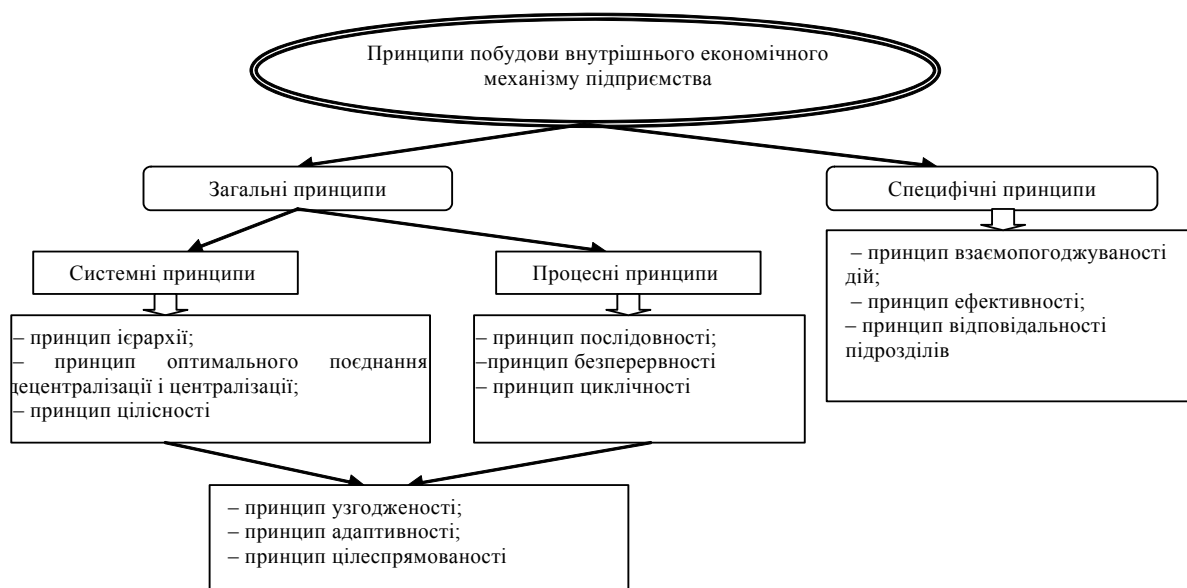 Принципи побудови внутрішнього економічного
механізму підприємства
Загальні принципи
Специфічні принципи
Системні принципи
Процесні принципи
– принцип взаємопогоджуваності
дій;
– принцип ефективності;
– принцип відповідальності
підрозділів
– принцип ієрархії;
– принцип оптимального поєднання
децентралізації і централізації;
– принцип цілісності
– принцип послідовності;
–принцип безперервності
– принцип циклічності
– принцип узгодженості;
– принцип адаптивності;
– принцип цілеспрямованості